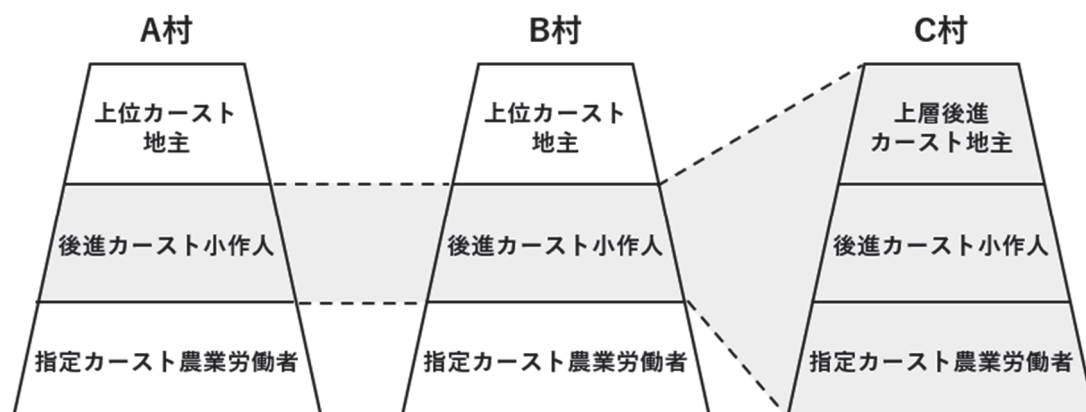 A村
上位カースト
地主
後進カースト小作人
指定カースト農業労働者
B村
上位カースト
地主
後進カースト小作人
指定カースト農業労働者
C村
上層後進
カースト地主
後進カースト小作人
指定カースト農業労働者